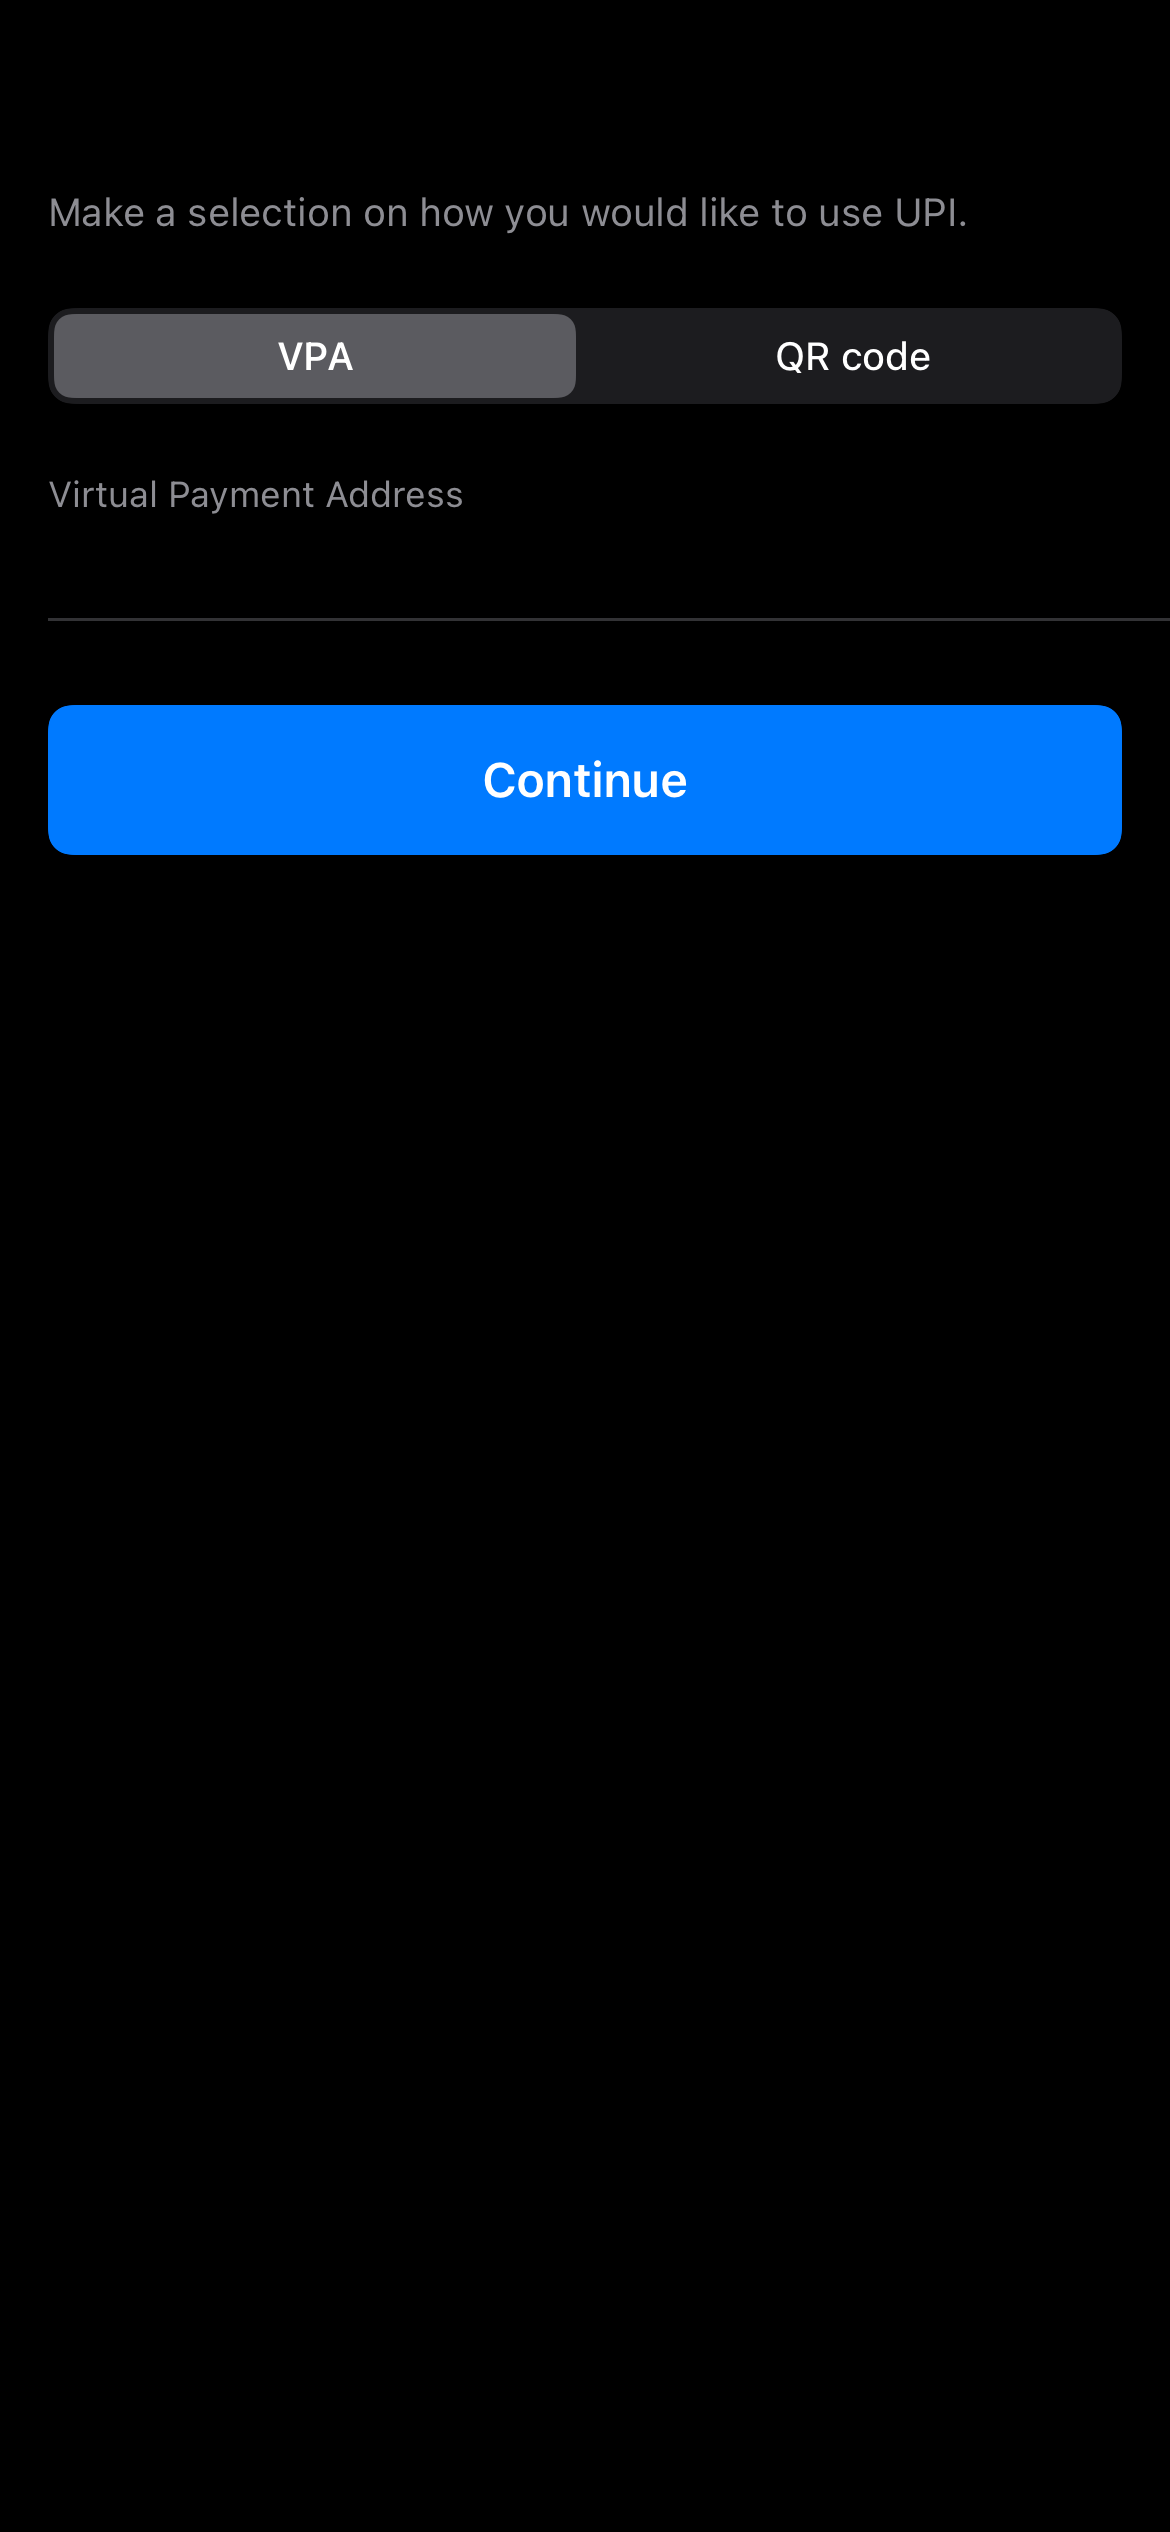 Make a selection on how you would like to use UPI.
VPA
QR code
Virtual Payment Address
Continue